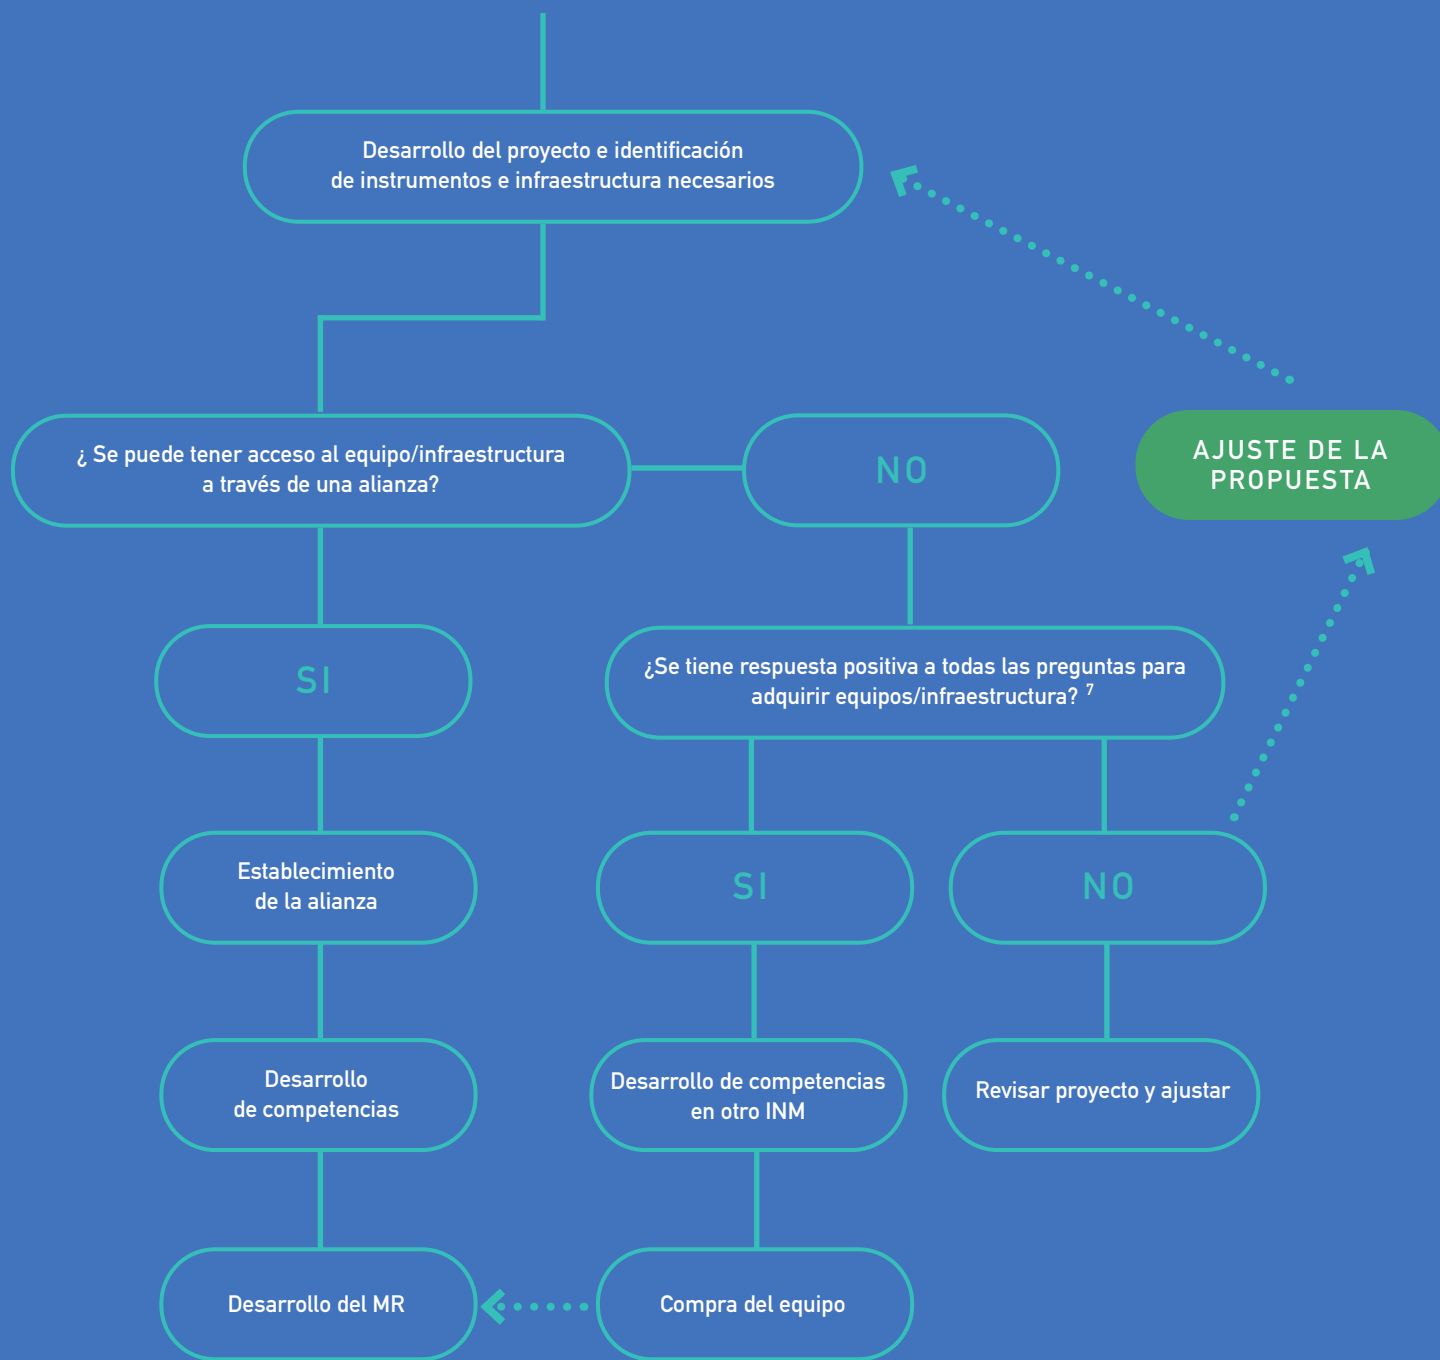 Desarrollo del proyecto e identificación
de instrumentos e infraestructura necesarios
¿ Se puede tener acceso al equipo/infraestructura
a través de una alianza?
NO
AJUSTE DE LA
PROPUESTA
SI
¿Se tiene respuesta positiva a todas las preguntas para
adquirir equipos/infraestructura? ⁷
Establecimiento
de la alianza
SI
NO
Desarrollo
de competencias
Desarrollo de competencias
en otro INM
Revisar proyecto y ajustar
Desarrollo del MR
Compra del equipo